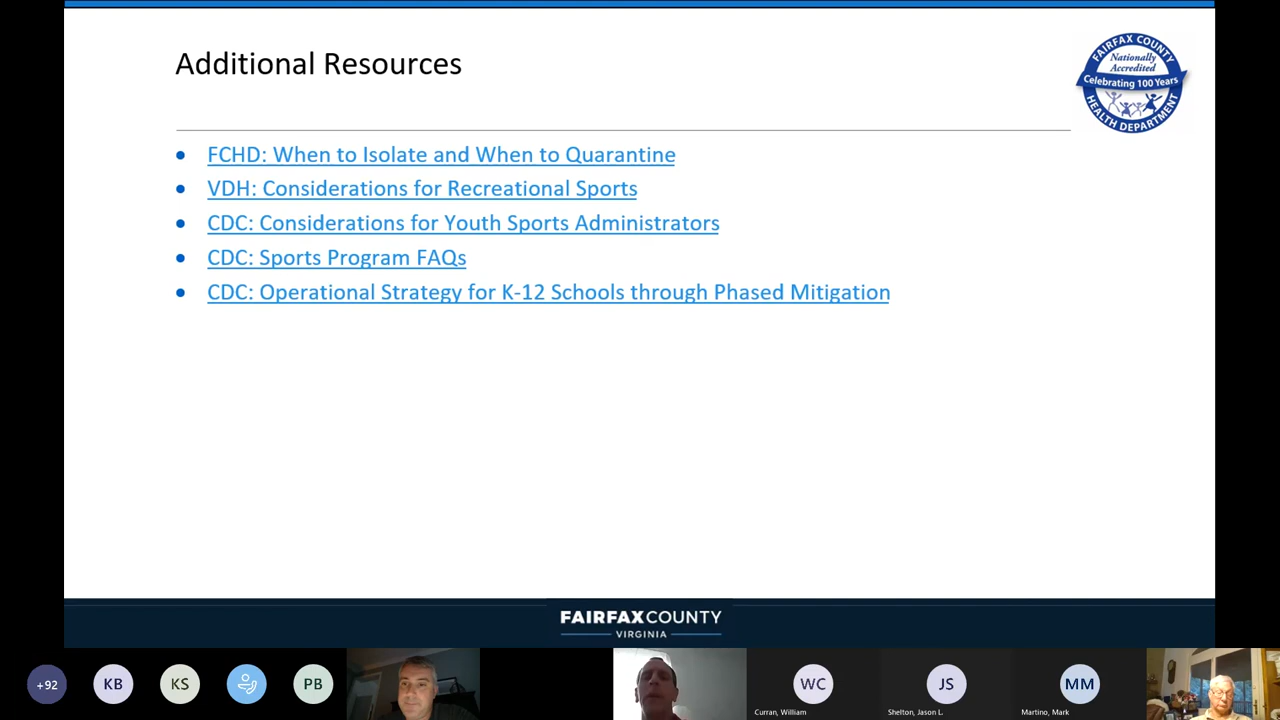 Additional Resources
FAIRFAX COUNTY
Nationally
Accredited
Celebrating 100 Years
HEALTH DEPARTMENT
• FCHD: When to Isolate and When to Quarantine
• VDH: Considerations for Recreational Sports
• CDC: Considerations for Youth Sports Administrators
• CDC: Sports Program FAQs
• CDC: Operational Strategy for K-12 Schools through Phased Mitigation
FAIRFAXCOUNTY
VIRGINIA
+92
KB
KS
PB
WC
JS
MM
Curran, William
Shelton, Jason L.
Martino, Mark